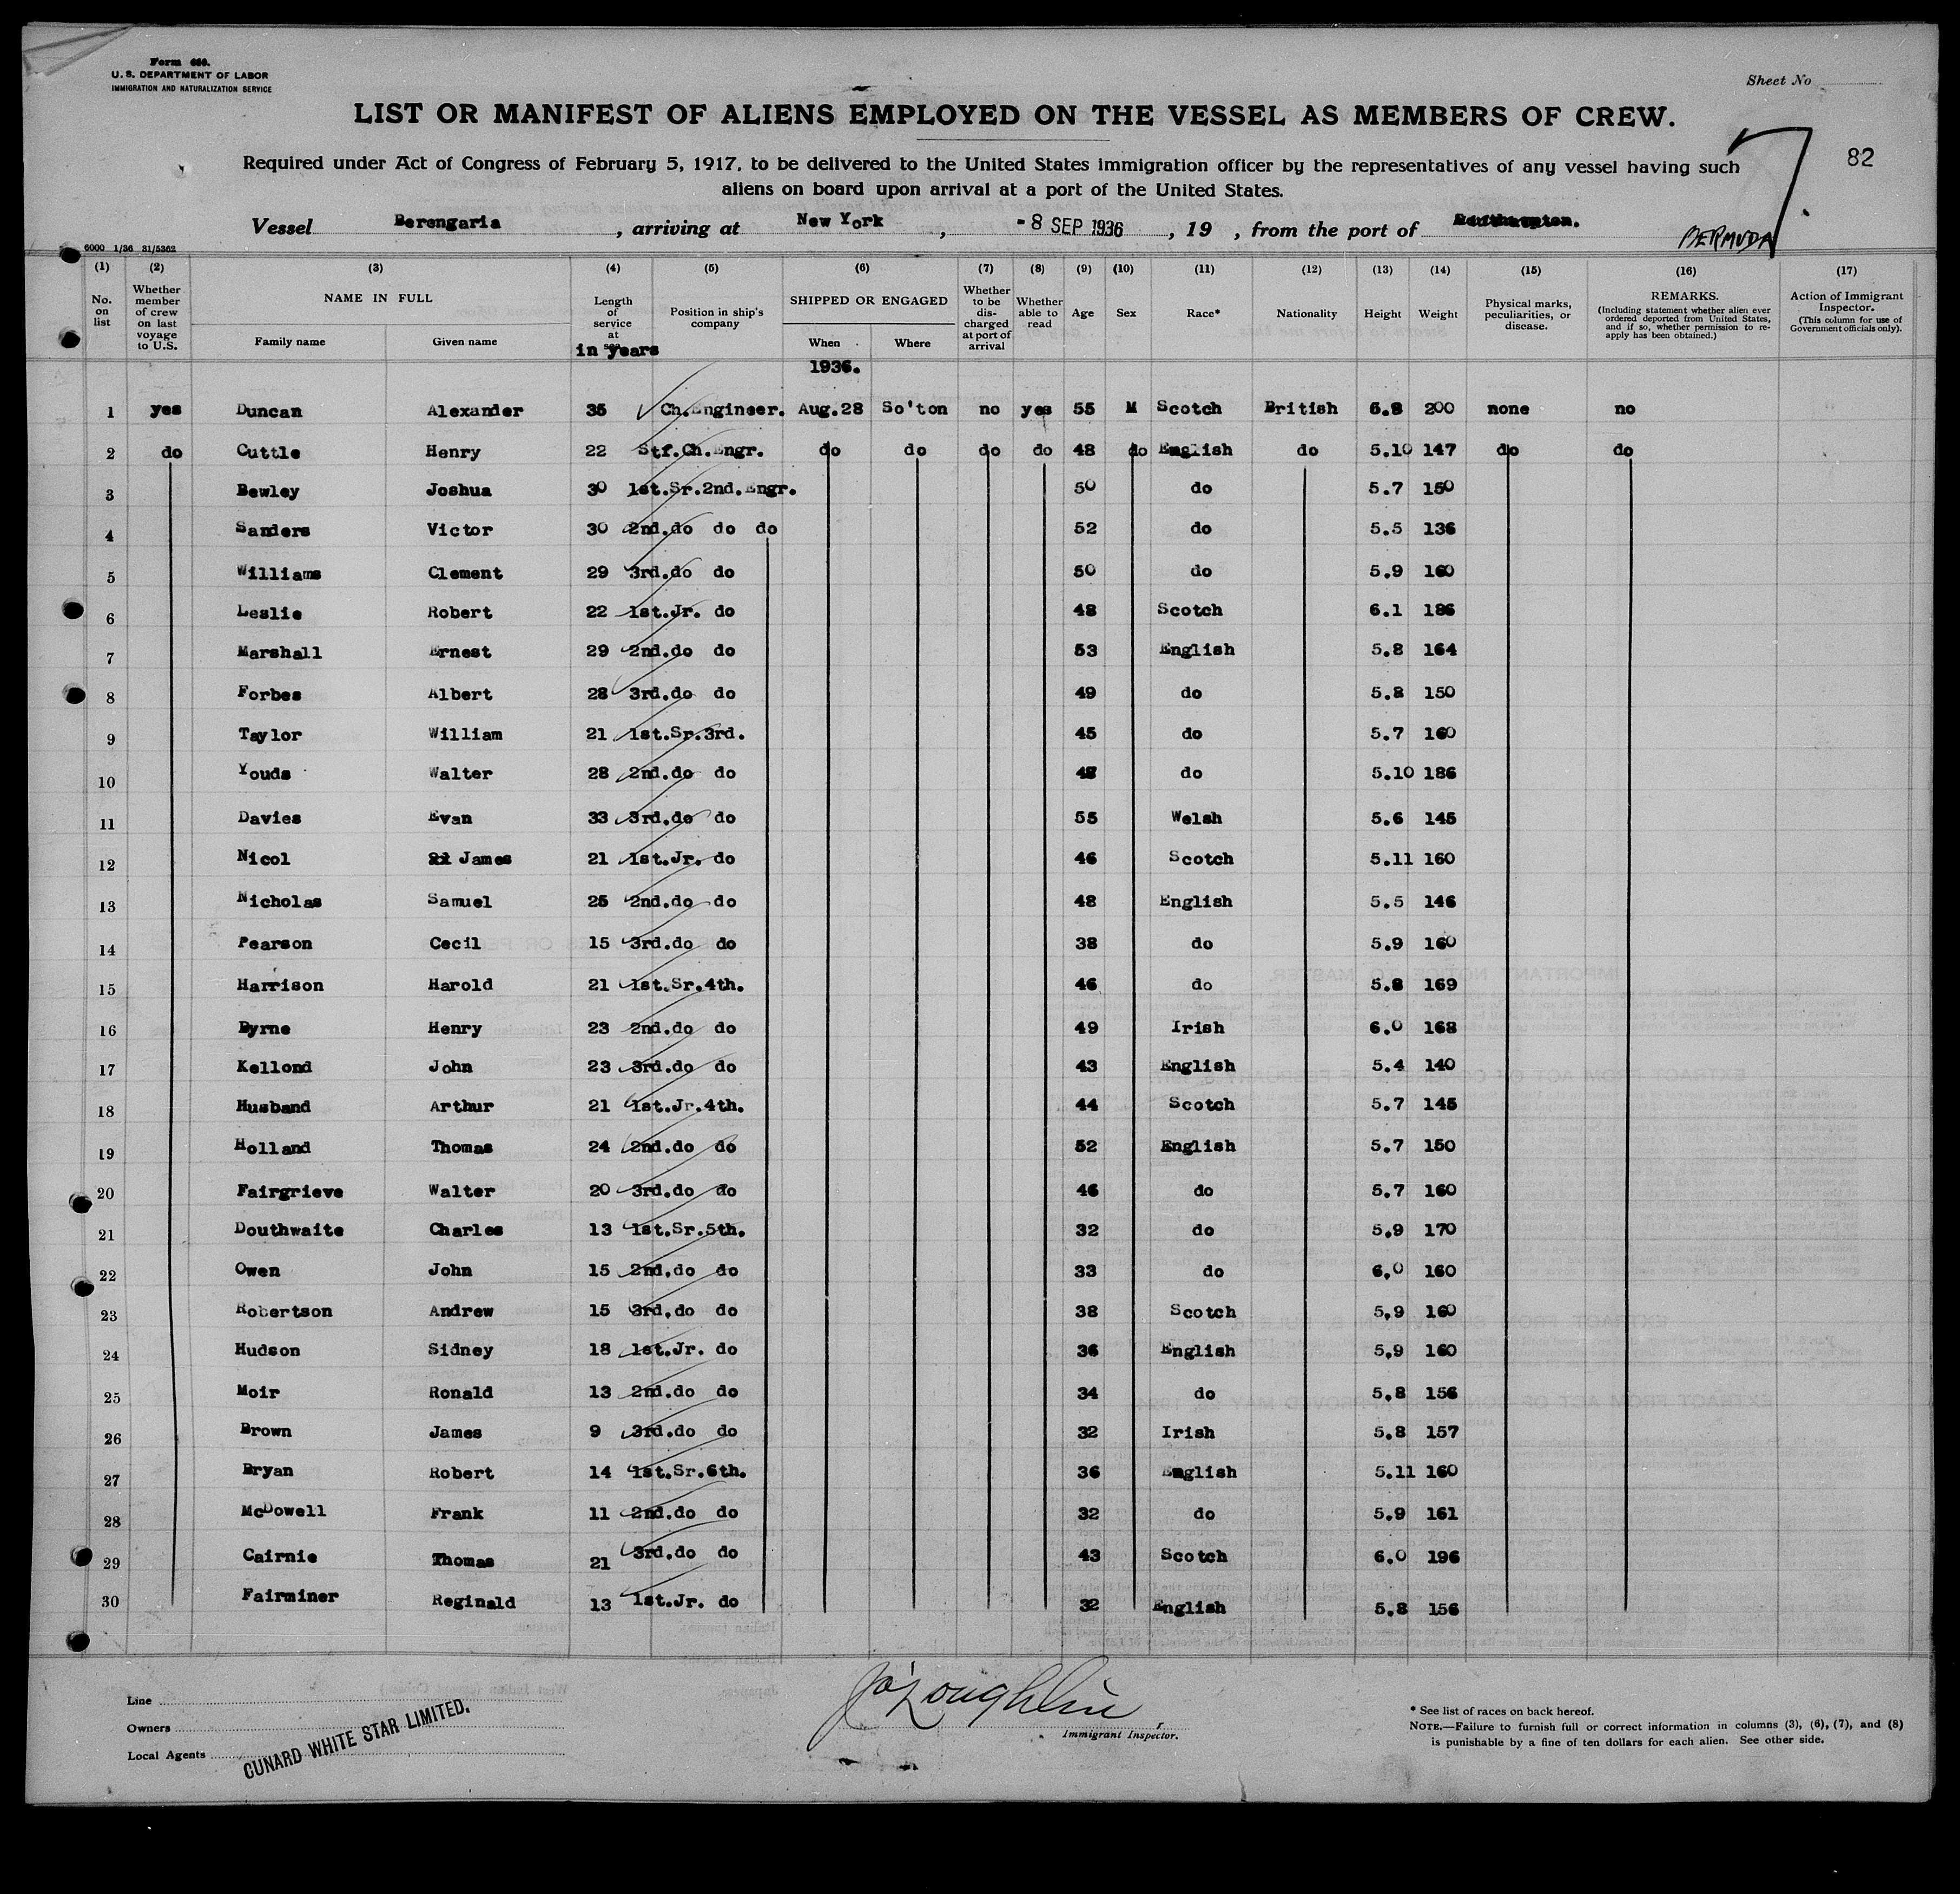 Form 680.
U. S. DEPARTMENT OF LABOR
IMMIGRATION AND NATURALIZATION SERVICE
Sheet No
LIST OR MANIFEST OF ALIENS EMPLOYED ON THE VESSEL AS MEMBERS OF CREW.
82
Required under Act of Congress of February 5, 1917, to be delivered to the United States immigration officer by the representatives of any vessel having such
aliens on board upon arrival at a port of the United States.
Vessel Berengaria , arriving at New York , -8 SEP 1936 , 19 , from the port of Southampton. BERMUDA
6000 1/36 31/5362
(1) (2) (3) (4) (5) (6) (7) (8) (9) (10) (11) (12) (13) (14) (15) (16) (17)
No. on list Whether member of crew on last voyage to U.S. NAME IN FULL Family name Given name Length of service at sea in years Position in ship's company SHIPPED OR ENGAGED When Where Whether to be discharged at port of arrival Whether able to read Age Sex Race* Nationality Height Weight Physical marks, peculiarities, or disease. REMARKS. (Including statement whether alien ever ordered deported from United States, and if so, whether permission to re-apply has been obtained.) Action of Immigrant Inspector. (This column for use of Government officials only).
1936.
1 yes Duncan Alexander 35 Ch.Engineer. Aug.28 So'ton no yes 55 M Scotch British 5.8 200 none no
2 do Cuttle Henry 22 Stf.Ch.Engr. do do do do 48 do English do 5.10 147 do do
3 Bewley Joshua 30 1st.Sr.2nd.Engr. 50 do 5.7 150
4 Sanders Victor 30 2nd.do do do 52 do 5.5 136
5 Williams Clement 29 3rd.do do 50 do 5.9 160
6 Leslie Robert 22 1st.Jr. do 48 Scotch 6.1 186
7 Marshall Ernest 29 2nd.do do 53 English 5.8 164
8 Forbes Albert 28 3rd.do do 49 do 5.8 150
9 Taylor William 21 1st.Sr.3rd. 45 do 5.7 160
10 Youds Walter 28 2nd.do do 48 do 5.10 186
11 Davies Evan 33 3rd.do do 55 Welsh 5.6 145
12 Nicol James 21 1st.Jr. do 46 Scotch 5.11 160
13 Nicholas Samuel 25 2nd.do do 48 English 5.5 146
14 Pearson Cecil 15 3rd.do do 38 do 5.9 160
15 Harrison Harold 21 1st.Sr.4th. 46 do 5.8 169
16 Byrne Henry 23 2nd.do do 49 Irish 6.0 168
17 Kellond John 23 3rd.do do 43 English 5.4 140
18 Husband Arthur 21 1st.Jr.4th. 44 Scotch 5.7 145
19 Holland Thomas 24 2nd.do do 52 English 5.7 150
20 Fairgrieve Walter 20 3rd.do do 46 do 5.7 160
21 Douthwaite Charles 13 1st.Sr.5th. 32 do 5,9 170
22 Owen John 15 2nd,do do 33 do 6,0 160
23 Robertson Andrew 15 3rd,do do 38 Scotch 5,9 160
24 Hudson Sidney 18 1st.Jr. do 36 English 5,9 160
25 Moir Ronald 13 2nd.do do 34 do 5,8 156
26 Brown James 9 3rd.do do 32 Irish 5.8 157
27 Bryan Robert 14 1st.Sr.6th. 36 English 5.11 160
28 McDowell Frank 11 2nd.do do 32 do 5.9 161
29 Cairnie Thomas 21 3rd.do do 43 Scotch 6.0 196
30 Fairminer Reginald 13 1st.Jr. do 32 English 5.8 156
Line
Owners
Local Agents
CUNARD WHITE STAR LIMITED.
J O'Loughlin
Immigrant Inspector.
* See list of races on back hereof.
NOTE.—Failure to furnish full or correct information in columns (3), (6), (7), and (8)
is punishable by a fine of ten dollars for each alien. See other side.